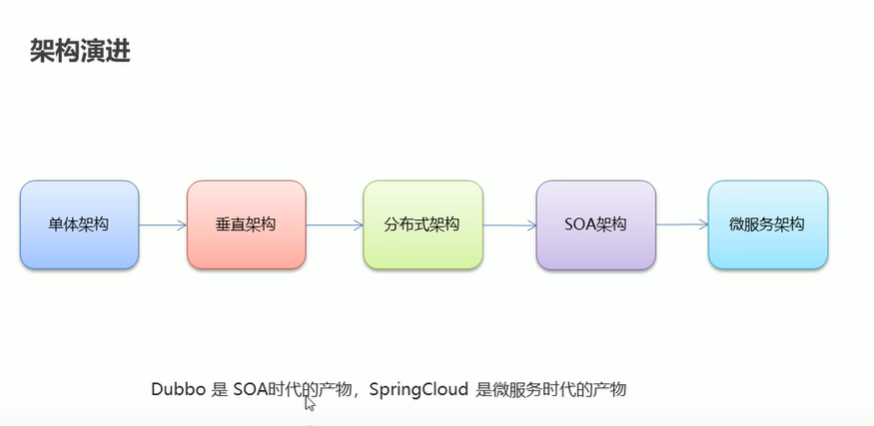 架构演进
单体架构
垂直架构
分布式架构
SOA架构
微服务架构
Dubbo 是 SOA时代的产物，SpringCloud 是微服务时代的产物